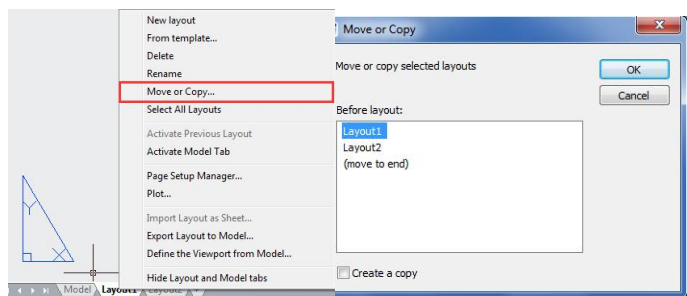 New layout
From template...
Delete
Rename
Move or Copy...
Select All Layouts
Activate Previous Layout
Activate Model Tab
Page Setup Manager...
Plot...
Import Layout as Sheet...
Export Layout to Model...
Define the Viewport from Model...
Hide Layout and Model tabs
Model Layout1 Layout2 +
Move or Copy
Move or copy selected layouts
OK
Cancel
Before layout:
Layout1
Layout2
(move to end)
Create a copy